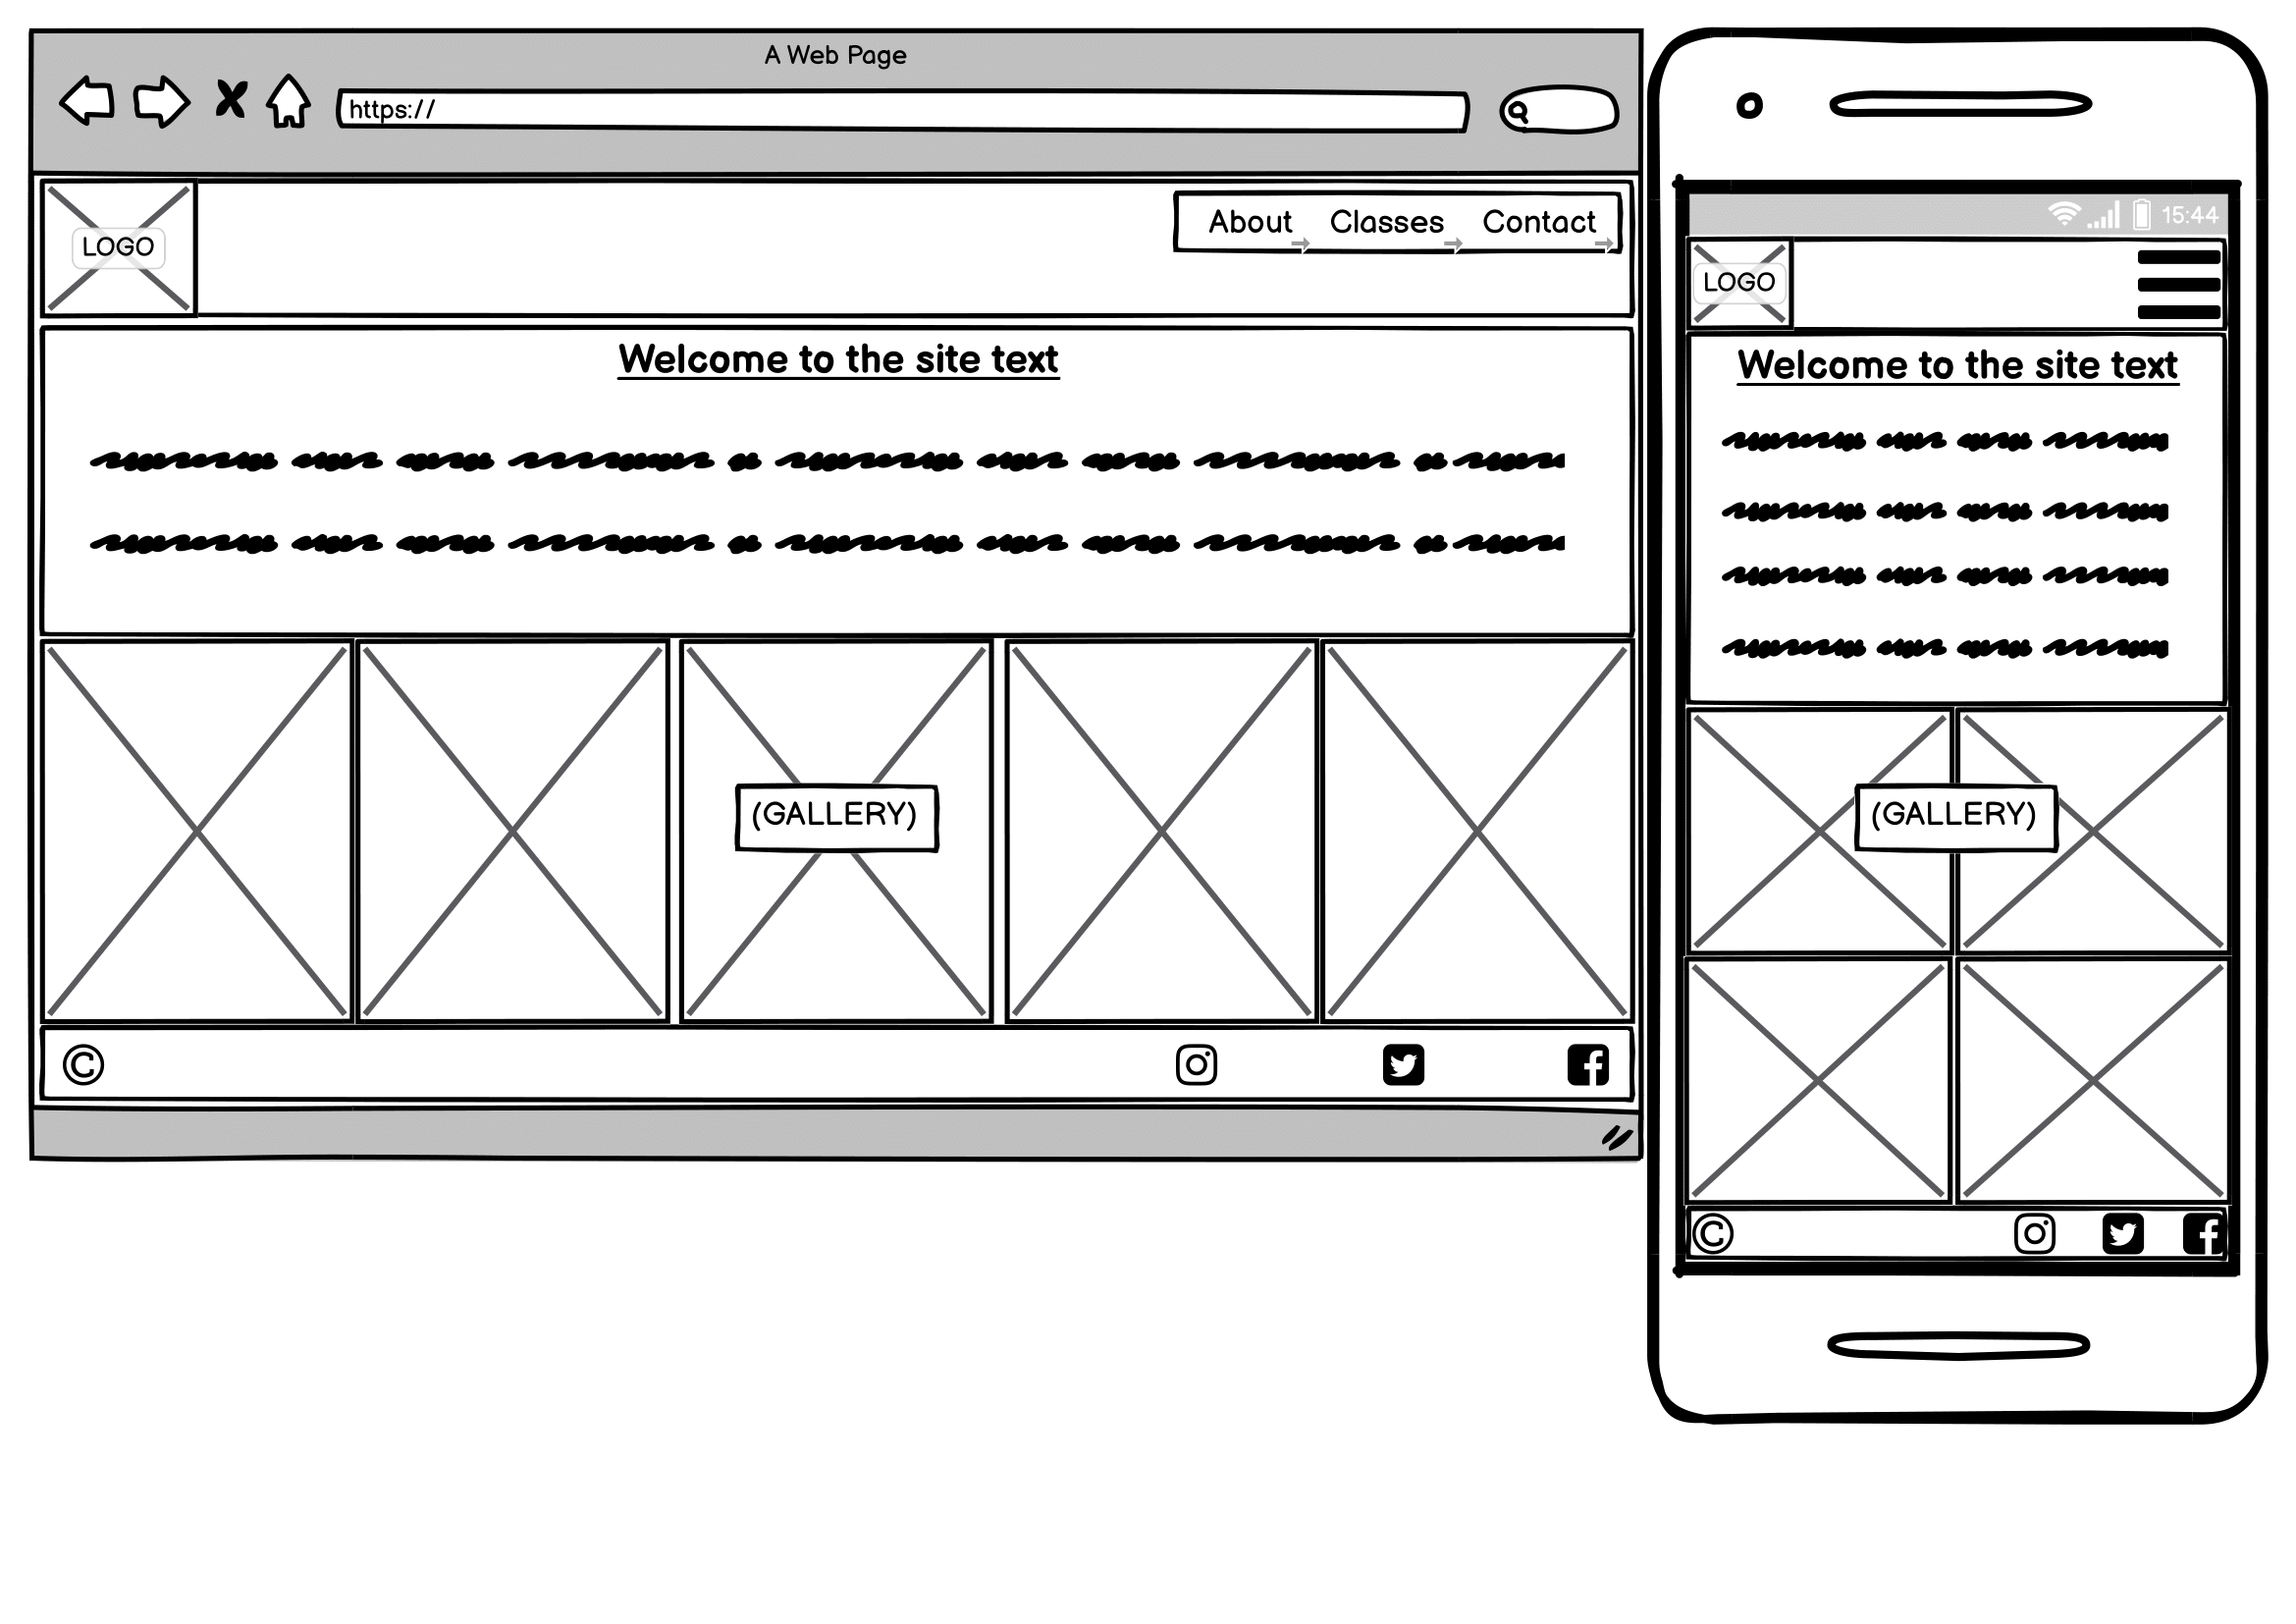 A Web Page
https://
LOGO
About Classes Contact
Welcome to the site text
(GALLERY)
©
15:44
LOGO
Welcome to the site text
(GALLERY)
©